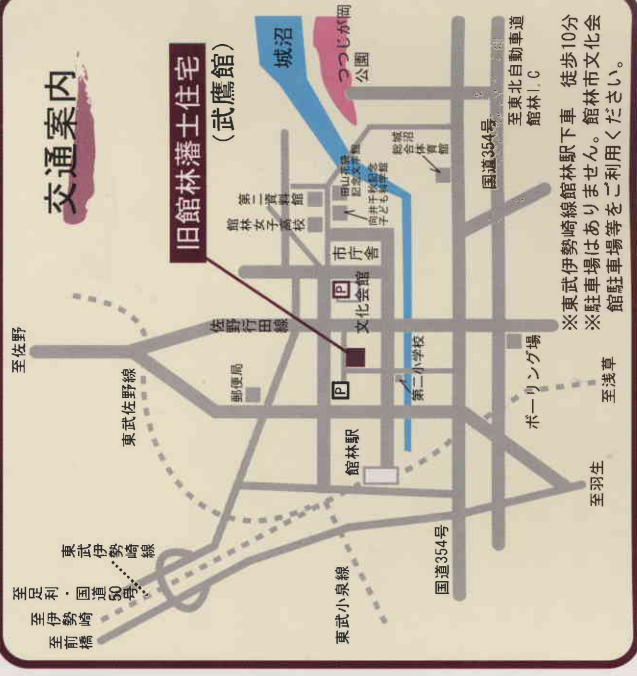 交通案内
旧館林藩士住宅
(武鷹館)
城沼
つつじが岡
公園
至佐野
佐野行田線
東武佐野線
郵便局
館林女子高校
第二資料館
田山花袋
記念文学館
向井千秋記念
子ども科学館
総合
城沼
体育館
市庁舎
P
文化会館
P
第二小学校
館林駅
東武伊勢崎線
至足利・国道50号
至伊勢崎
至前橋
東武小泉線
国道354号
国道354号
至東北自動車道
館林I.C
ボーリング場
至浅草
至羽生
※東武伊勢崎線館林駅下車 徒歩10分
※駐車場はありません。館林市文化会
館駐車場等をご利用ください。